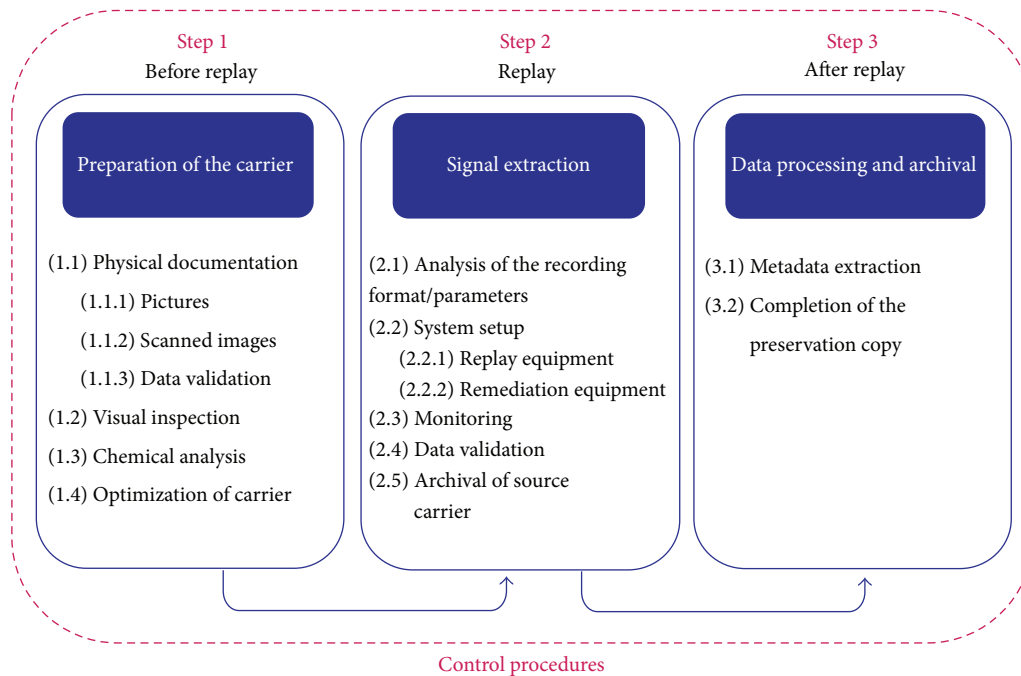 Step 1
Before replay
Preparation of the carrier
(1.1) Physical documentation
(1.1.1) Pictures
(1.1.2) Scanned images
(1.1.3) Data validation
(1.2) Visual inspection
(1.3) Chemical analysis
(1.4) Optimization of carrier
Step 2
Replay
Signal extraction
(2.1) Analysis of the recording
format/parameters
(2.2) System setup
(2.2.1) Replay equipment
(2.2.2) Remediation equipment
(2.3) Monitoring
(2.4) Data validation
(2.5) Archival of source
carrier
Step 3
After replay
Data processing and archival
(3.1) Metadata extraction
(3.2) Completion of the
preservation copy
Control procedures